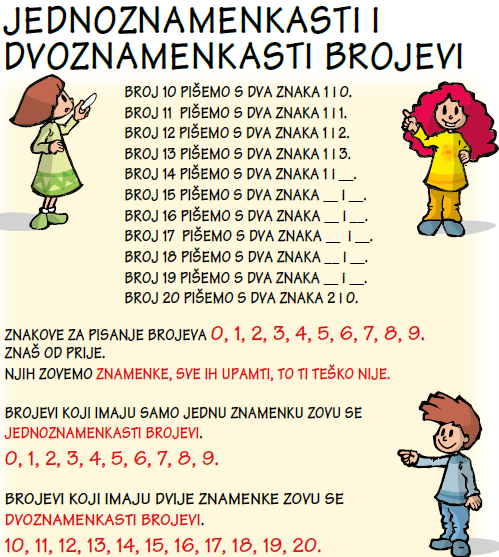 JEDNOZNAMENKASTI I
DVOZNAMENKASTI BROJEVI
BROJ 10 PIŠEMO S DVA ZNAKA 1 I 0.
BROJ 11 PIŠEMO S DVA ZNAKA 1 I 1.
BROJ 12 PIŠEMO S DVA ZNAKA 1 I 2.
BROJ 13 PIŠEMO S DVA ZNAKA 1 I 3.
BROJ 14 PIŠEMO S DVA ZNAKA 1 I __.
BROJ 15 PIŠEMO S DVA ZNAKA __ I __.
BROJ 16 PIŠEMO S DVA ZNAKA __ I __.
BROJ 17 PIŠEMO S DVA ZNAKA __ I __.
BROJ 18 PIŠEMO S DVA ZNAKA __ I __.
BROJ 19 PIŠEMO S DVA ZNAKA __ I __.
BROJ 20 PIŠEMO S DVA ZNAKA 2 I 0.
ZNAKOVE ZA PISANJE BROJEVA 0, 1, 2, 3, 4, 5, 6, 7, 8, 9.
ZNAŠ OD PRIJE.
NJIH ZOVEMO ZNAMENKE, SVE IH UPAMTI, TO TI TEŠKO NIJE.
BROJEVI KOJI IMAJU SAMO JEDNU ZNAMENKU ZOVU SE
JEDNOZNAMENKASTI BROJEVI.
0, 1, 2, 3, 4, 5, 6, 7, 8, 9.
BROJEVI KOJI IMAJU DVIJE ZNAMENKE ZOVU SE
DVOZNAMENKASTI BROJEVI.
10, 11, 12, 13, 14, 15, 16, 17, 18, 19, 20.